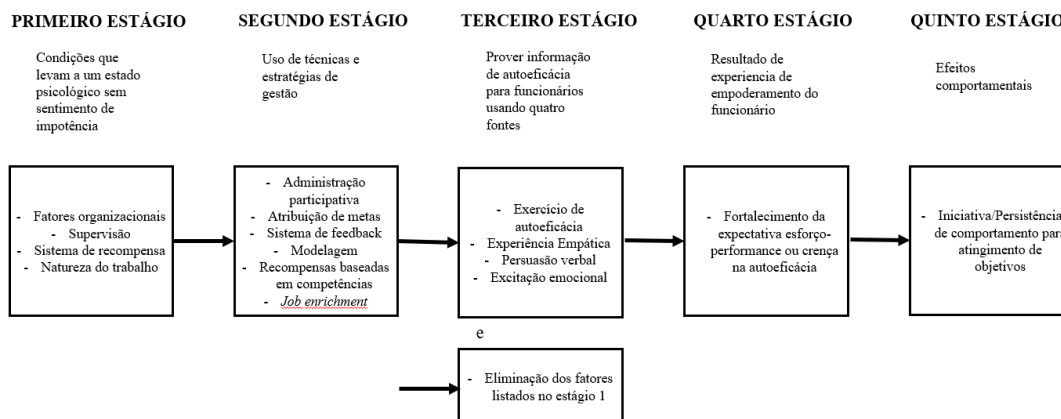 PRIMEIRO ESTÁGIO
Condições que
levam a um estado
psicológico sem
sentimento de
impotência
- Fatores organizacionais
- Supervisão
- Sistema de recompensa
- Natureza do trabalho
SEGUNDO ESTÁGIO
Uso de técnicas e
estratégias de
gestão
- Administração
participativa
- Atribuição de metas
- Sistema de feedback
- Modelagem
- Recompensas baseadas
em competências
- Job enrichment
TERCEIRO ESTÁGIO
Prover informação
de autoeficácia
para funcionários
usando quatro
fontes
- Exercício de
autoeficácia
- Experiência Empática
- Persuasão verbal
- Excitação emocional
e
- Eliminação dos fatores
listados no estágio 1
QUARTO ESTÁGIO
Resultado de
experiencia de
empoderamento do
funcionário
- Fortalecimento da
expectativa esforço-
performance ou crença
na autoeficácia
QUINTO ESTÁGIO
Efeitos
comportamentais
- Iniciativa/Persistência
de comportamento para
atingimento de
objetivos